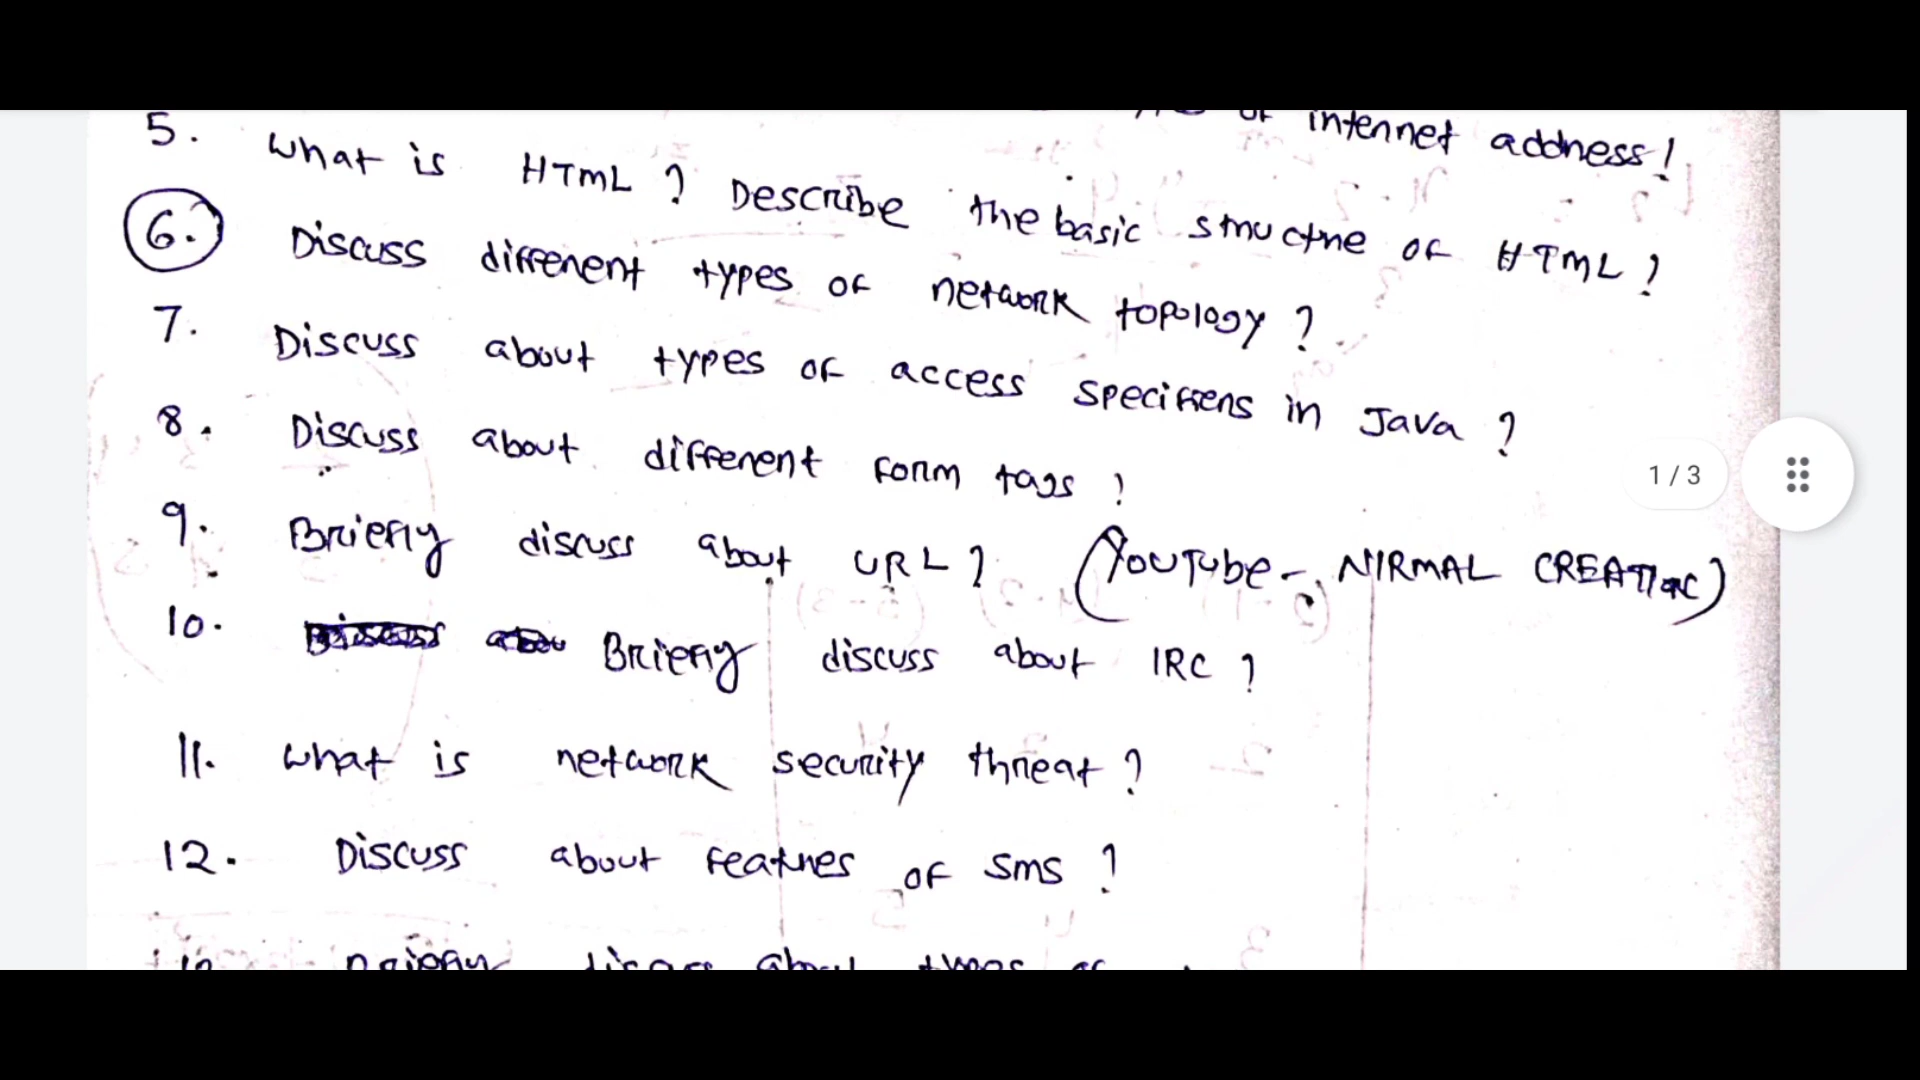 of internet address!
5. What is HTML ? Describe the basic structne of HTML ?
6. Discuss different types of network topology ?
7. Discuss about types of access specifiers in Java ?
8. Discuss about different form tags ?
9. Briefly discuss about URL ? (YouTube - NIRMAL CREATION)
10. Briefly discuss about IRC ?
11. What is network security threat ?
12. Discuss about featnes of SMS ?
1/3